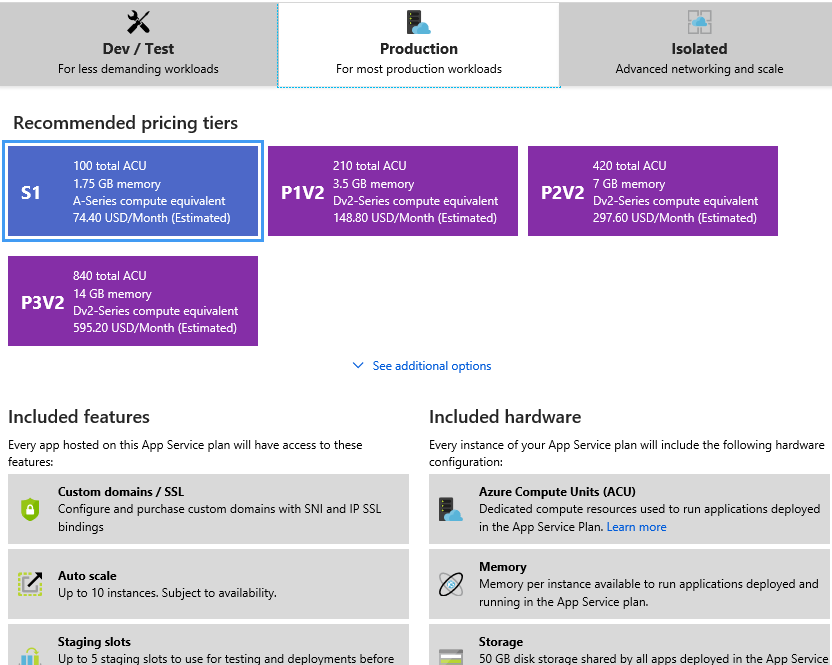 Dev / Test
For less demanding workloads
Production
For most production workloads
Isolated
Advanced networking and scale
Recommended pricing tiers
S1
100 total ACU
1.75 GB memory
A-Series compute equivalent
74.40 USD/Month (Estimated)
P1V2
210 total ACU
3.5 GB memory
Dv2-Series compute equivalent
148.80 USD/Month (Estimated)
P2V2
420 total ACU
7 GB memory
Dv2-Series compute equivalent
297.60 USD/Month (Estimated)
P3V2
840 total ACU
14 GB memory
Dv2-Series compute equivalent
595.20 USD/Month (Estimated)
See additional options
Included features
Every app hosted on this App Service plan will have access to these
features:
Custom domains / SSL
Configure and purchase custom domains with SNI and IP SSL
bindings
Auto scale
Up to 10 instances. Subject to availability.
Staging slots
Up to 5 staging slots to use for testing and deployments before
Included hardware
Every instance of your App Service plan will include the following hardware
configuration:
Azure Compute Units (ACU)
Dedicated compute resources used to run applications deployed
in the App Service Plan. Learn more
Memory
Memory per instance available to run applications deployed and
running in the App Service plan.
Storage
50 GB disk storage shared by all apps deployed in the App Service